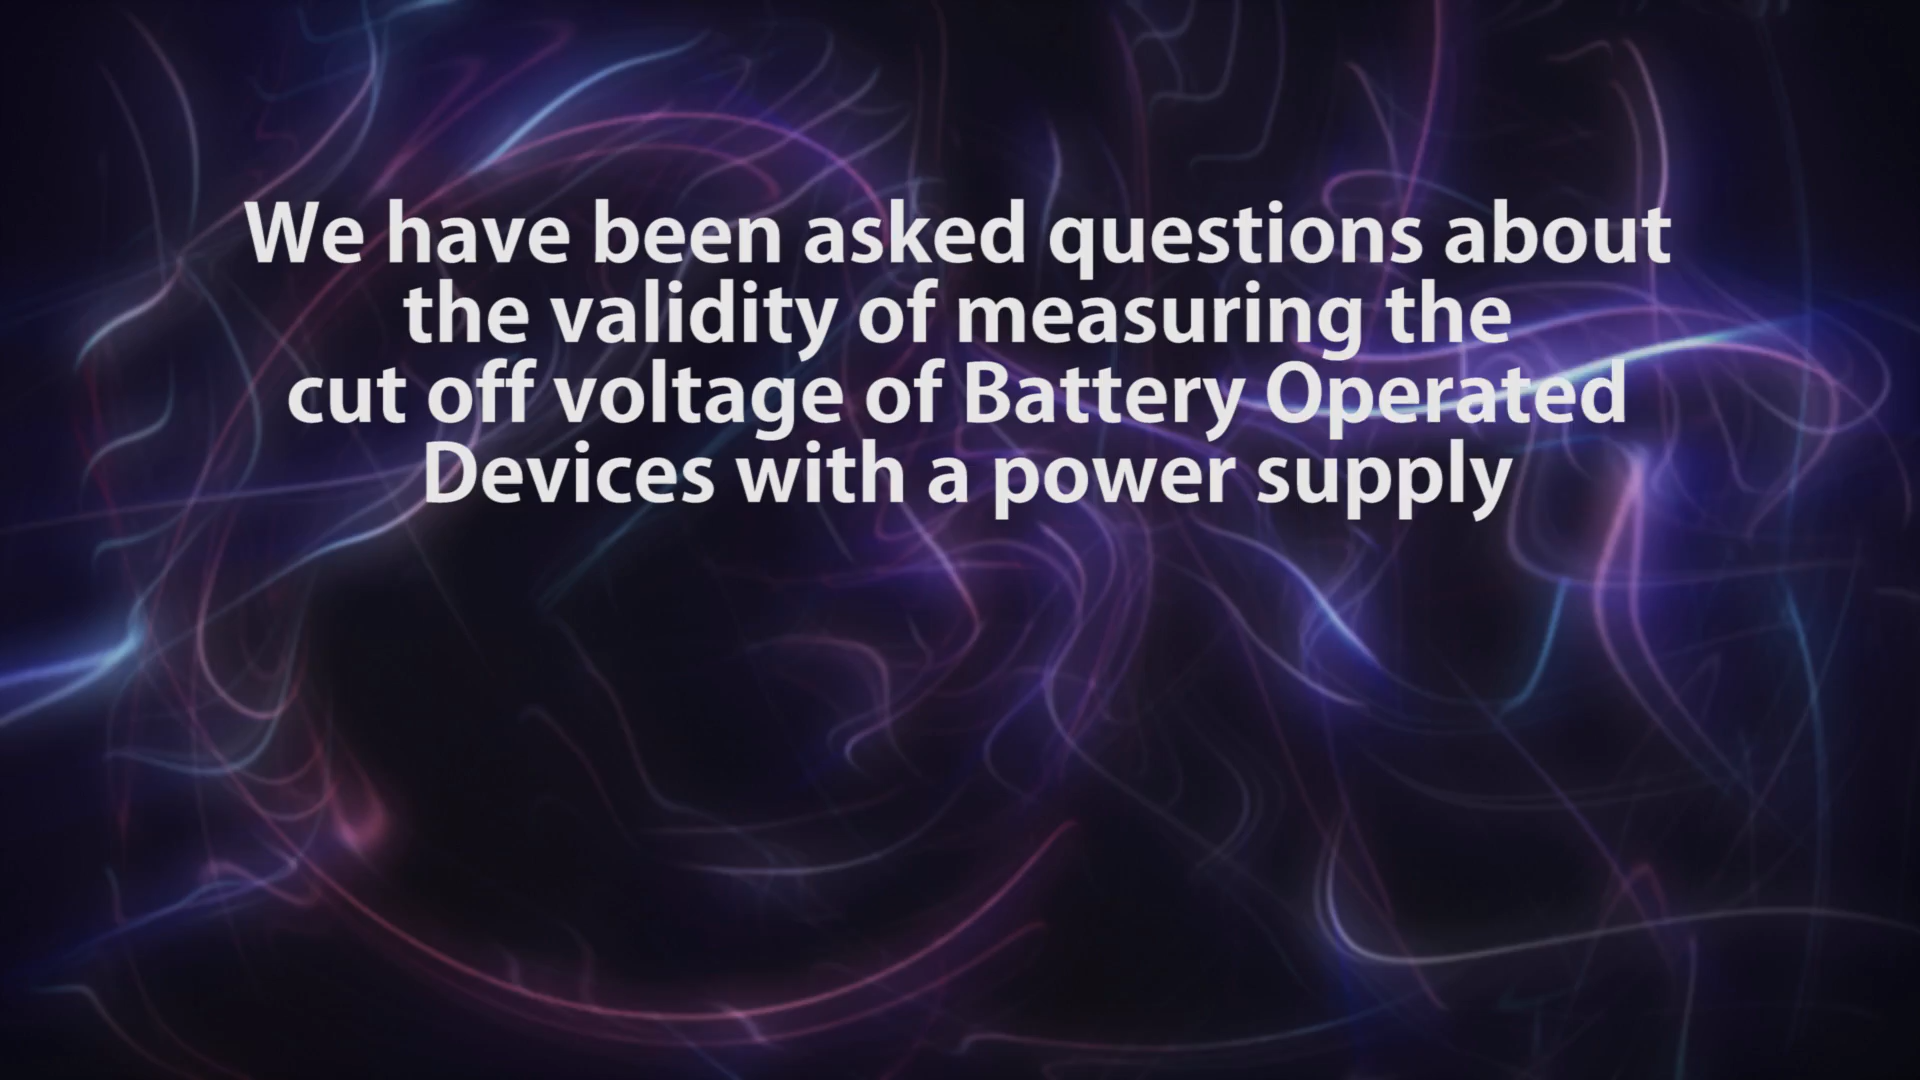 We have been asked questions about
the validity of measuring the
cut off voltage of Battery Operated
Devices with a power supply